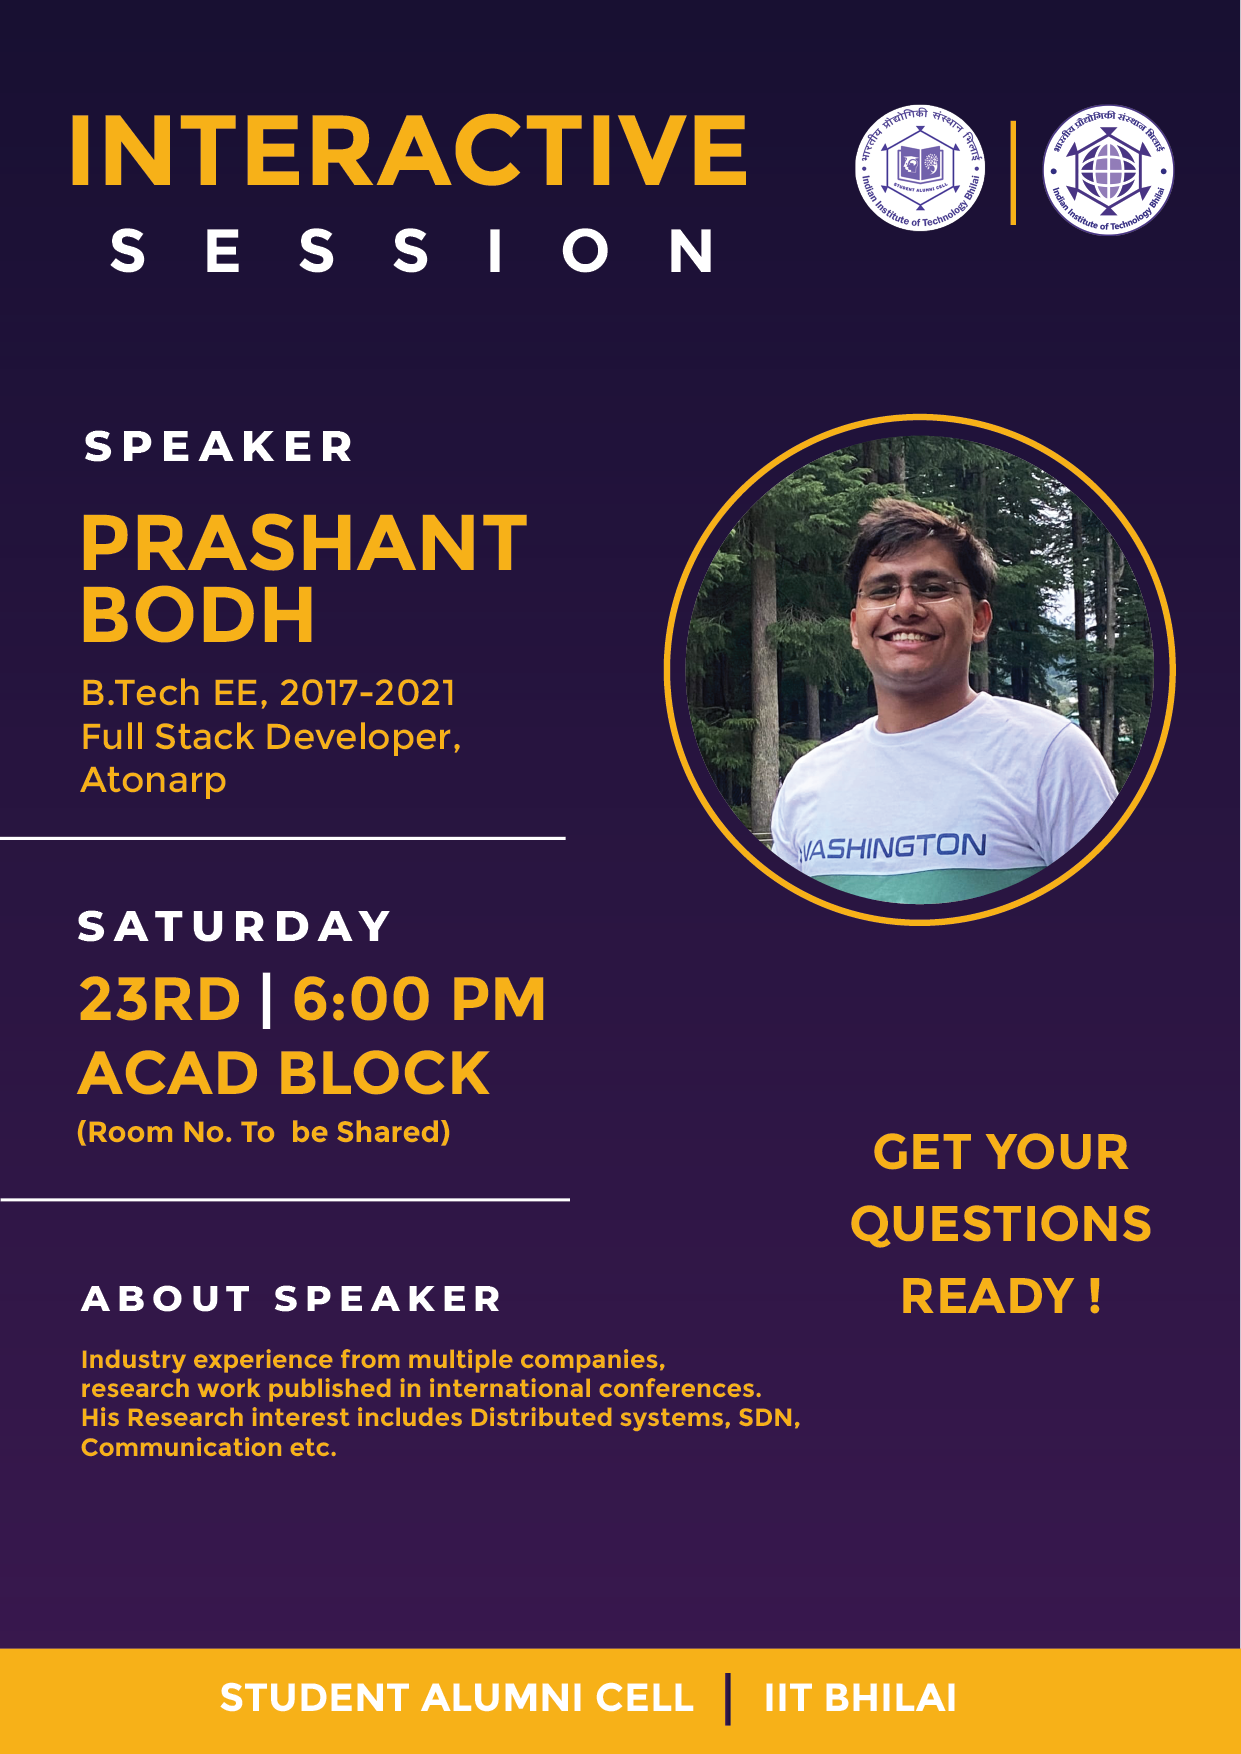 INTERACTIVE
SESSION
भारतीय प्रौद्योगिकी संस्थान भिलाई
STUDENT ALUMNI CELL
Indian Institute of Technology Bhilai
भारतीय प्रौद्योगिकी संस्थान भिलाई
Indian Institute of Technology Bhilai
SPEAKER
PRASHANT
BODH
B.Tech EE, 2017-2021
Full Stack Developer,
Atonarp
WASHINGTON
SATURDAY
23RD | 6:00 PM
ACAD BLOCK
(Room No. To be Shared)
GET YOUR
QUESTIONS
READY !
ABOUT SPEAKER
Industry experience from multiple companies,
research work published in international conferences.
His Research interest includes Distributed systems, SDN,
Communication etc.
STUDENT ALUMNI CELL | IIT BHILAI